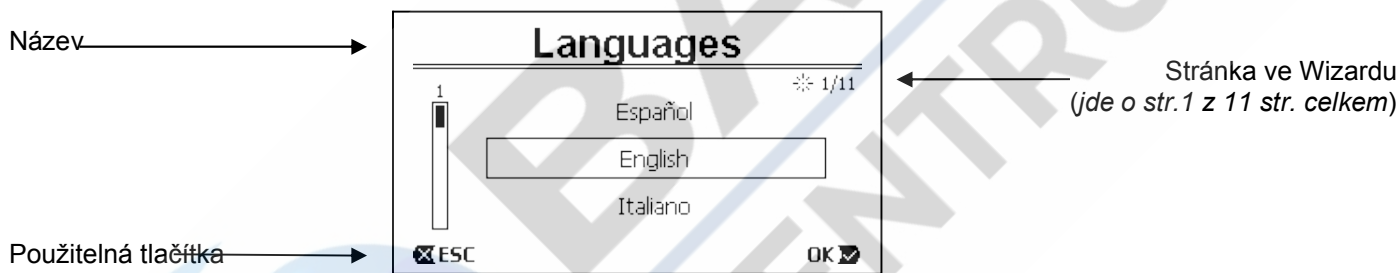 Název
Languages
Stránka ve Wizardu
(jde o str.1 z 11 str. celkem)
1/11
1
Español
English
Italiano
Použitelná tlačítka
ESC
OK